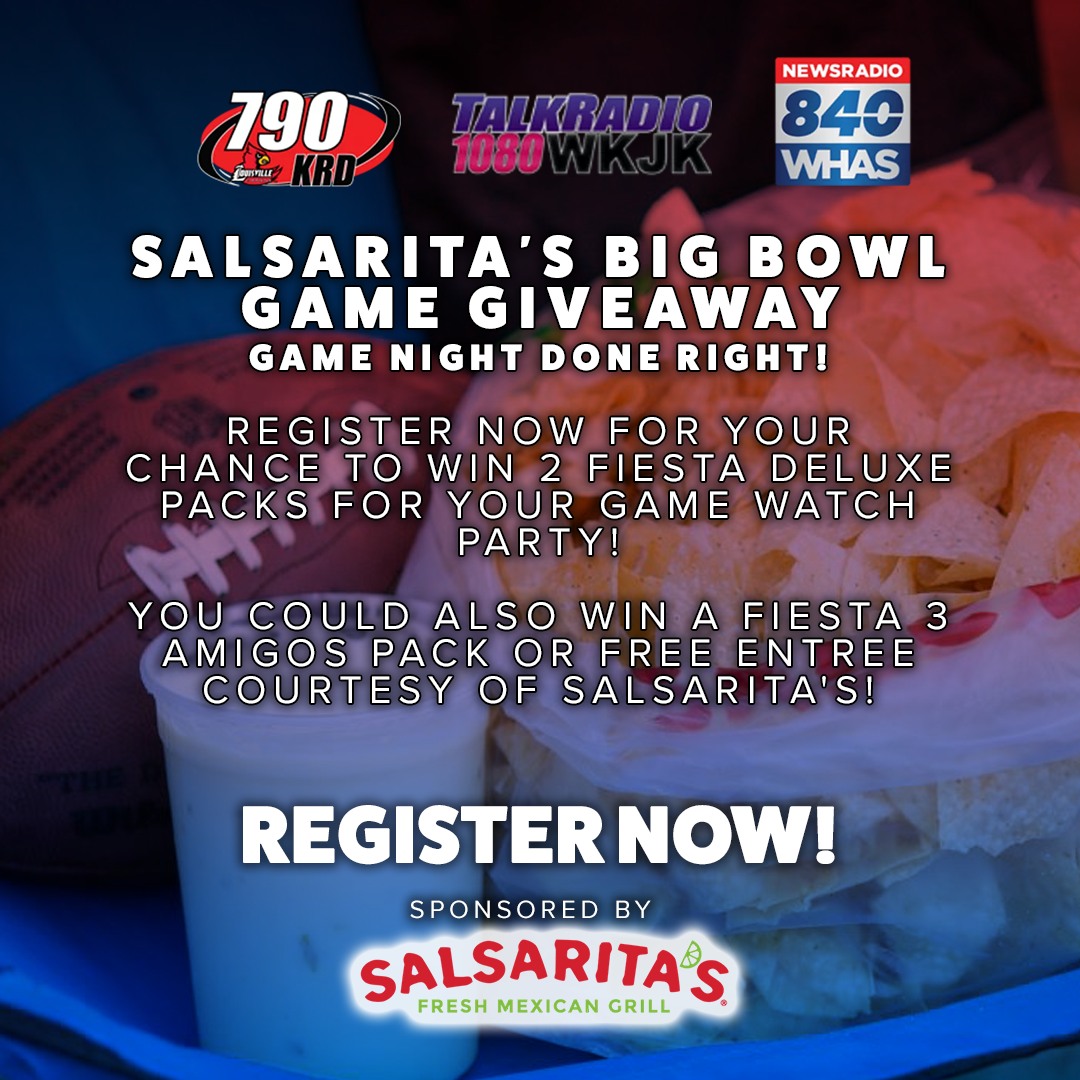 790
KRD
LOUISVILLE
TALKRADIO
1080 WKJK
NEWSRADIO
840
WHAS
SALSARITA'S BIG BOWL
GAME GIVEAWAY
GAME NIGHT DONE RIGHT!
REGISTER NOW FOR YOUR
CHANCE TO WIN 2 FIESTA DELUXE
PACKS FOR YOUR GAME WATCH
PARTY!
YOU COULD ALSO WIN A FIESTA 3
AMIGOS PACK OR FREE ENTREE
COURTESY OF SALSARITA'S!
"THE
REGISTER NOW!
SPONSORED BY
SALSARITA'S®
FRESH MEXICAN GRILL